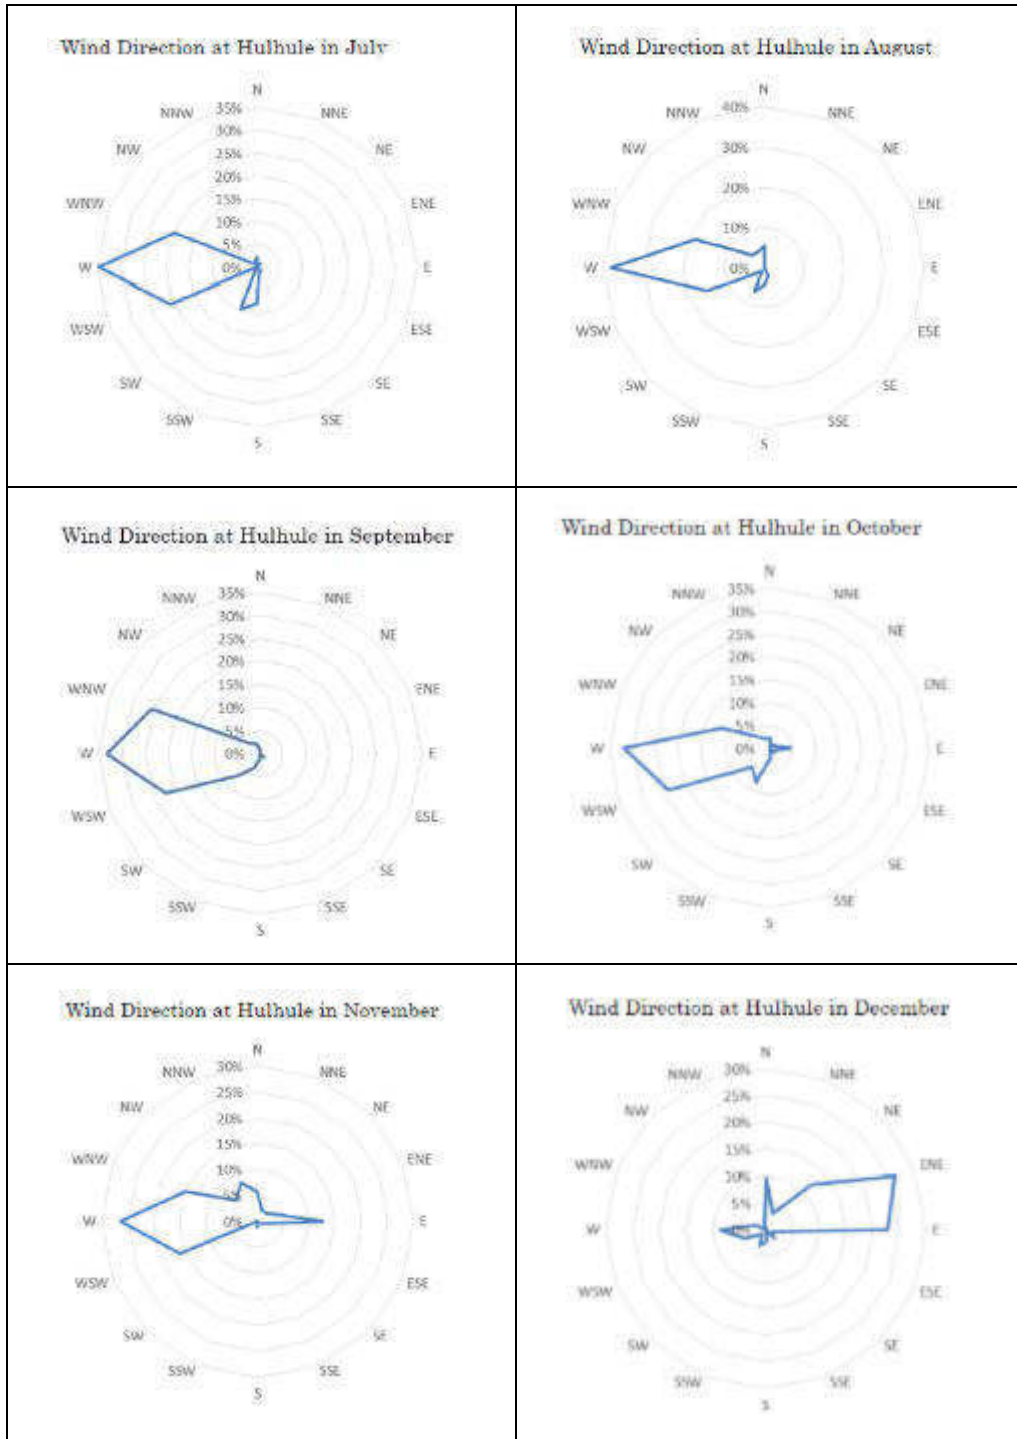 Wind Direction at Hulhule in July
N
NNW 35% NNE
30%
NW 25% NE
20%
WNW 15% ENE
10%
5%
W 0% E
WSW ESE
SW SE
SSW SSE
S
Wind Direction at Hulhule in August
N
NNW 40% NNE
NW 30% NE
20%
WNW ENE
10%
W 0% E
WSW ESE
SW SE
SSW SSE
S
Wind Direction at Hulhule in September
N
NNW 35% NNE
30%
NW 25% NE
20%
WNW 15% ENE
10%
5%
W 0% E
WSW ESE
SW SE
SSW SSE
S
Wind Direction at Hulhule in October
N
NNW 35% NNE
30%
NW 25% NE
20%
WNW 15% ENE
10%
5%
W 0% E
WSW ESE
SW SE
SSW SSE
S
Wind Direction at Hulhule in November
N
NNW 30% NNE
25%
NW 20% NE
15%
WNW 10% ENE
5%
W 0% E
WSW ESE
SW SE
SSW SSE
S
Wind Direction at Hulhule in December
N
NNW 30% NNE
25%
NW 20% NE
15%
WNW 10% ENE
5%
W 0% E
WSW ESE
SW SE
SSW SSE
S